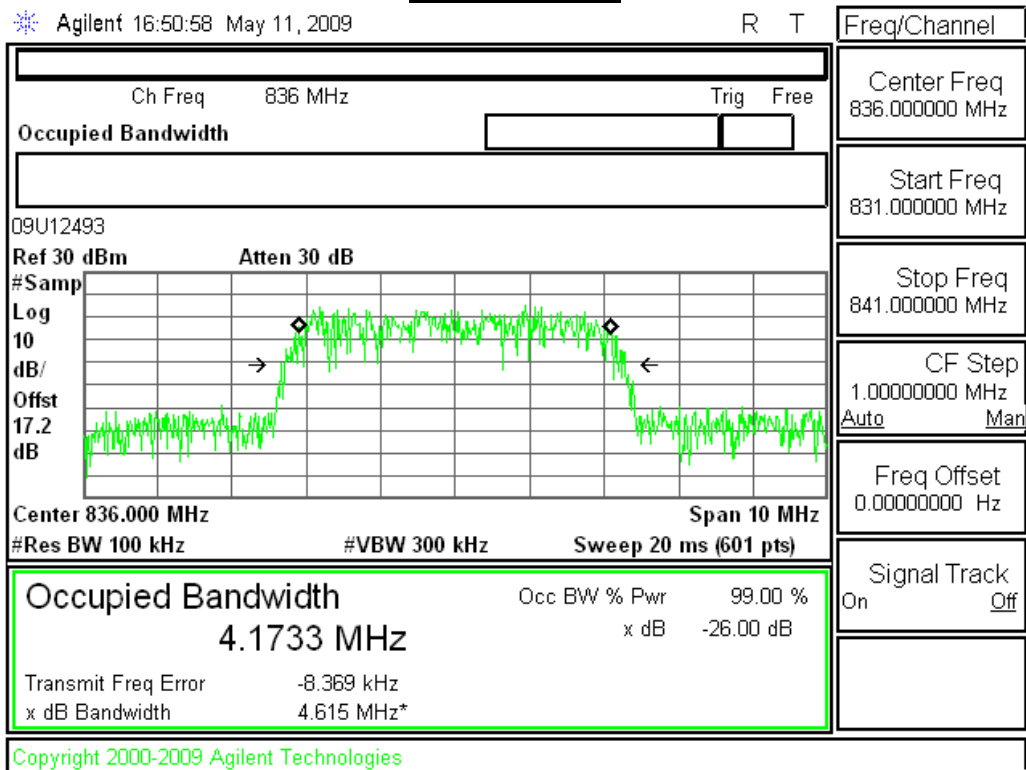 Agilent 16:50:58 May 11, 2009 R T
Freq/Channel
Ch Freq 836 MHz Trig Free
Occupied Bandwidth
09U12493
Ref 30 dBm Atten 30 dB
#Samp
Log
10
dB/
Offst
17.2
dB
Center 836.000 MHz Span 10 MHz
#Res BW 100 kHz #VBW 300 kHz Sweep 20 ms (601 pts)
Occupied Bandwidth
4.1733 MHz
Occ BW % Pwr 99.00 %
x dB -26.00 dB
Transmit Freq Error -8.369 kHz
x dB Bandwidth 4.615 MHz*
Center Freq
836.000000 MHz
Start Freq
831.000000 MHz
Stop Freq
841.000000 MHz
CF Step
1.00000000 MHz
Auto Man
Freq Offset
0.00000000 Hz
Signal Track
On Off
Copyright 2000-2009 Agilent Technologies